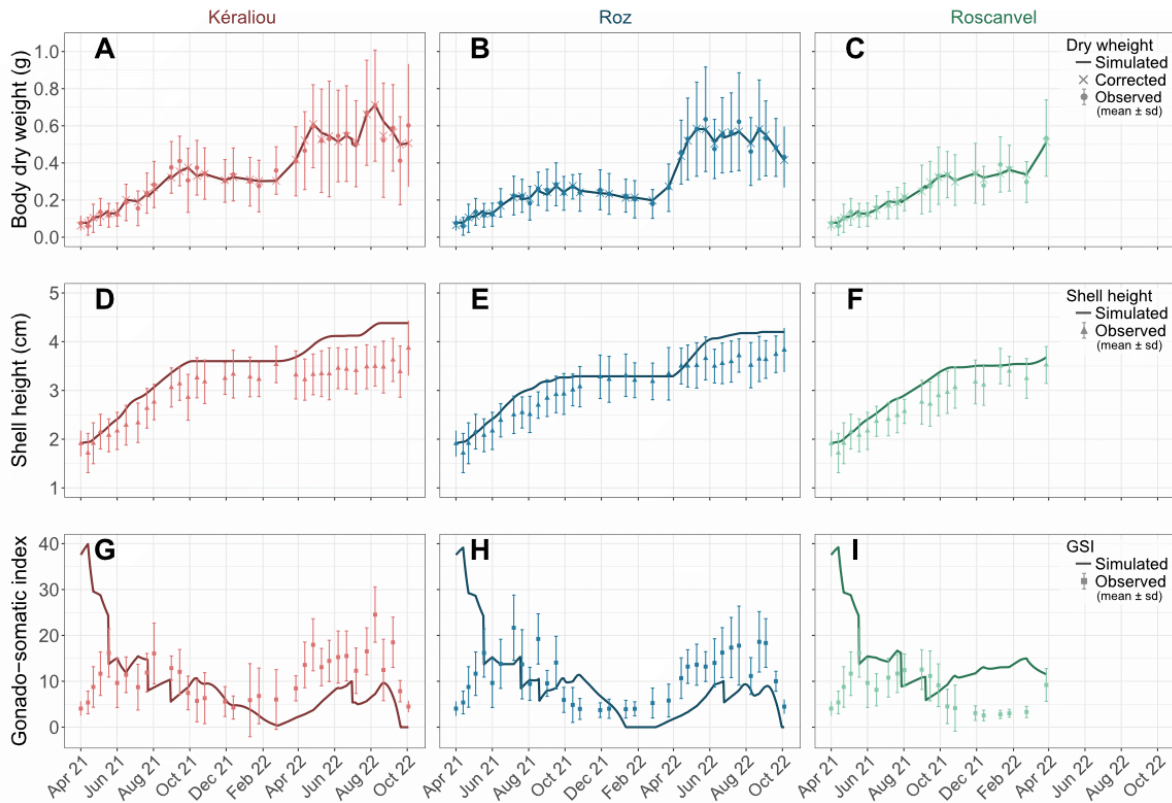 Kéraliou
Roz
Roscanvel
Body dry weight (g)
1.0
0.8
0.6
0.4
0.2
0.0
A
B
C
Dry wheight
Simulated
Corrected
Observed
(mean ± sd)
Shell height (cm)
5
4
3
2
1
D
E
F
Shell height
Simulated
Observed
(mean ± sd)
Gonado−somatic index
40
30
20
10
0
G
H
I
GSI
Simulated
Observed
(mean ± sd)
Apr 21
Jun 21
Aug 21
Oct 21
Dec 21
Feb 22
Apr 22
Jun 22
Aug 22
Oct 22
Apr 21
Jun 21
Aug 21
Oct 21
Dec 21
Feb 22
Apr 22
Jun 22
Aug 22
Oct 22
Apr 21
Jun 21
Aug 21
Oct 21
Dec 21
Feb 22
Apr 22
Jun 22
Aug 22
Oct 22